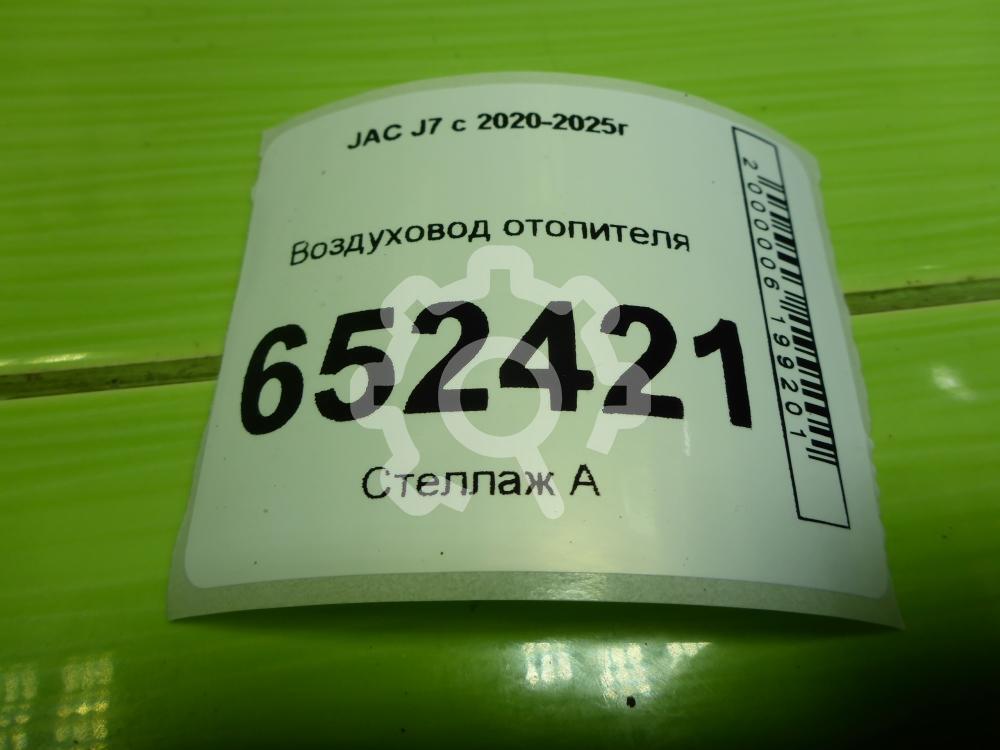 JAC J7 с 2020-2025г
Воздуховод отопителя
652421
Стеллаж А
2000006199201